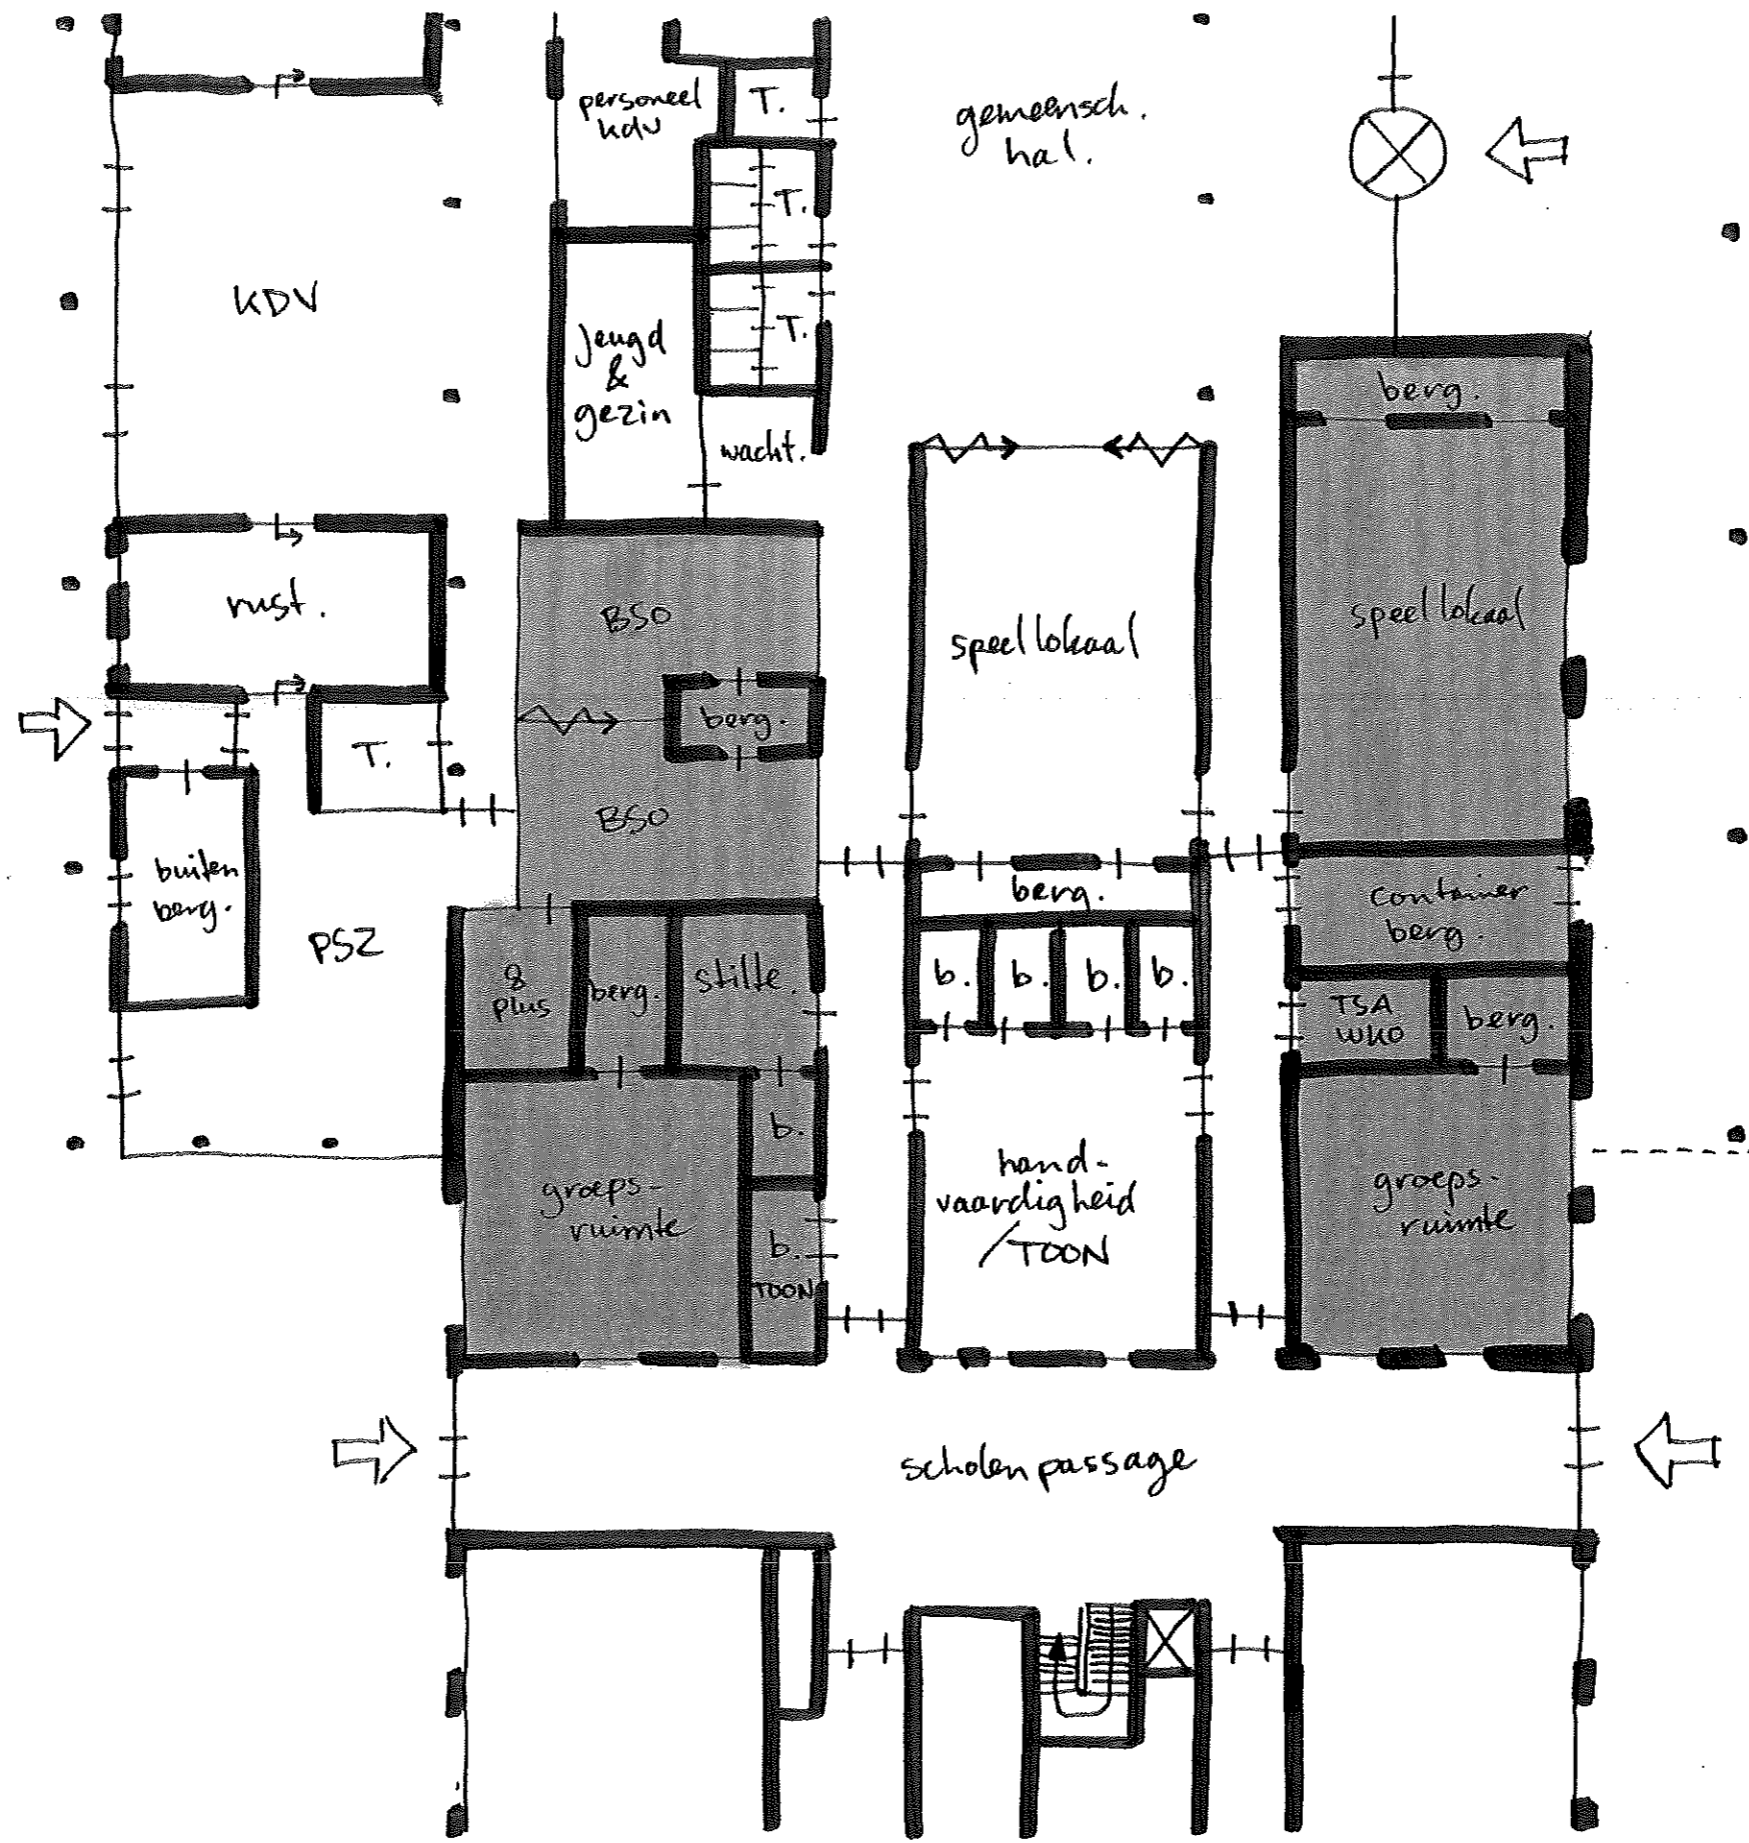 personeel
kdv
T.
gemeensch.
hal.
T.
KDV
T.
Jeugd
&
gezin
wacht.
berg.
rust.
BSO
speellokaal
speellokaal
berg.
T.
BSO
buiten
berg.
PSZ
berg.
container
berg.
8
plus
berg.
stilte.
b.
b.
b.
b.
TSA
WKO
berg.
b.
groeps-
ruimte
b.
TOON
hand-
vaardigheid
/TOON
groeps-
ruimte
scholenpassage